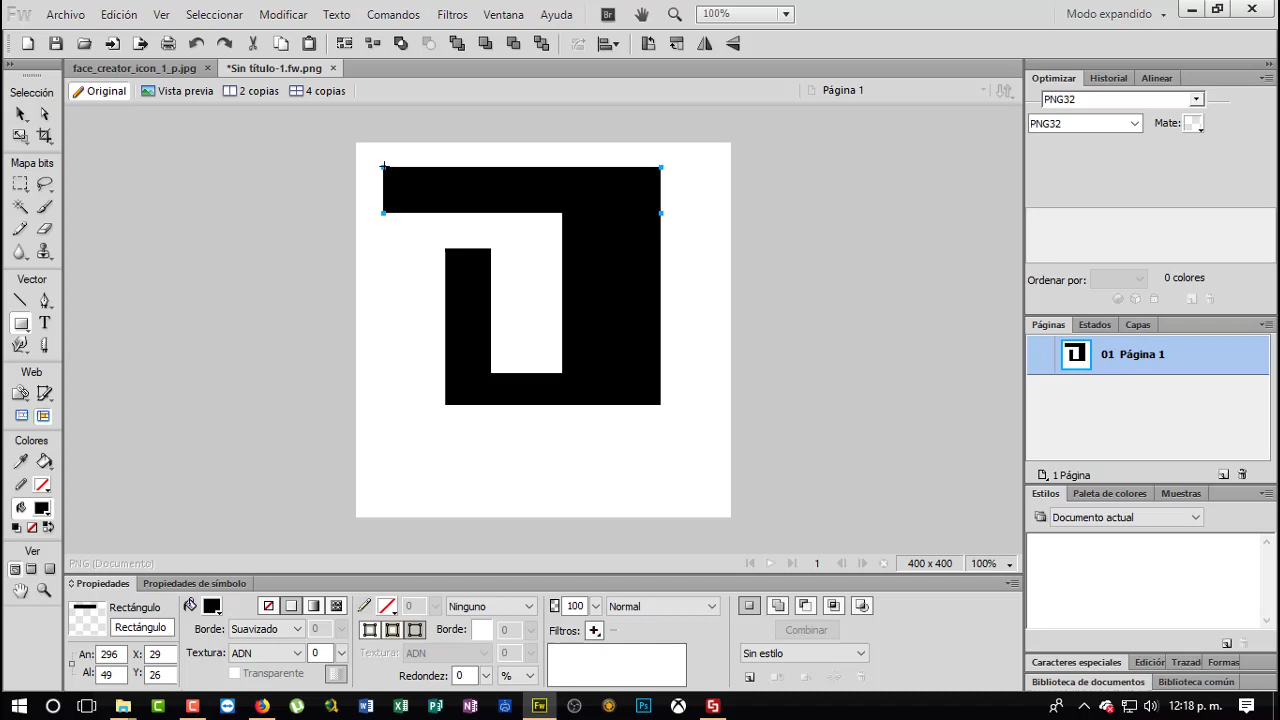 Fw Archivo Edición Ver Seleccionar Modificar Texto Comandos Filtros Ventana Ayuda Br 100% Modo expandido
face_creator_icon_1_p.jpg *Sin título-1.fw.png
Original Vista previa 2 copias 4 copias Página 1
Selección
Mapa bits
Vector
T
Web
Colores
Ver
PNG (Documento) 1 400 x 400 100%
Propiedades Propiedades de símbolo
Rectángulo
Rectángulo
An: 296 X: 29
Al: 49 Y: 26
Borde: Suavizado 0
Textura: ADN 0
Transparente
0 Ninguno
Borde: 0
Textura: ADN 0
Redondez: 0 %
100 Normal
Filtros:
Combinar
Sin estilo
Optimizar Historial Alinear
PNG32
PNG32 Mate:
Ordenar por: 0 colores
Páginas Estados Capas
01 Página 1
1 Página
Estilos Paleta de colores Muestras
Documento actual
Caracteres especiales Edición Trazad Formas
Biblioteca de documentos Biblioteca común
12:18 p. m.